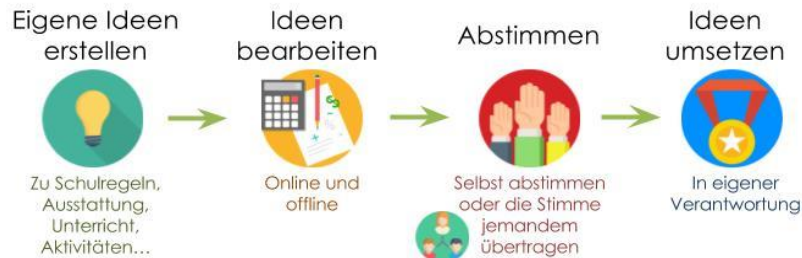 Eigene Ideen
erstellen
Zu Schulregeln,
Ausstattung,
Unterricht,
Aktivitäten...
Ideen
bearbeiten
Online und
offline
Abstimmen
Selbst abstimmen
oder die Stimme
jemandem
übertragen
Ideen
umsetzen
In eigener
Verantwortung